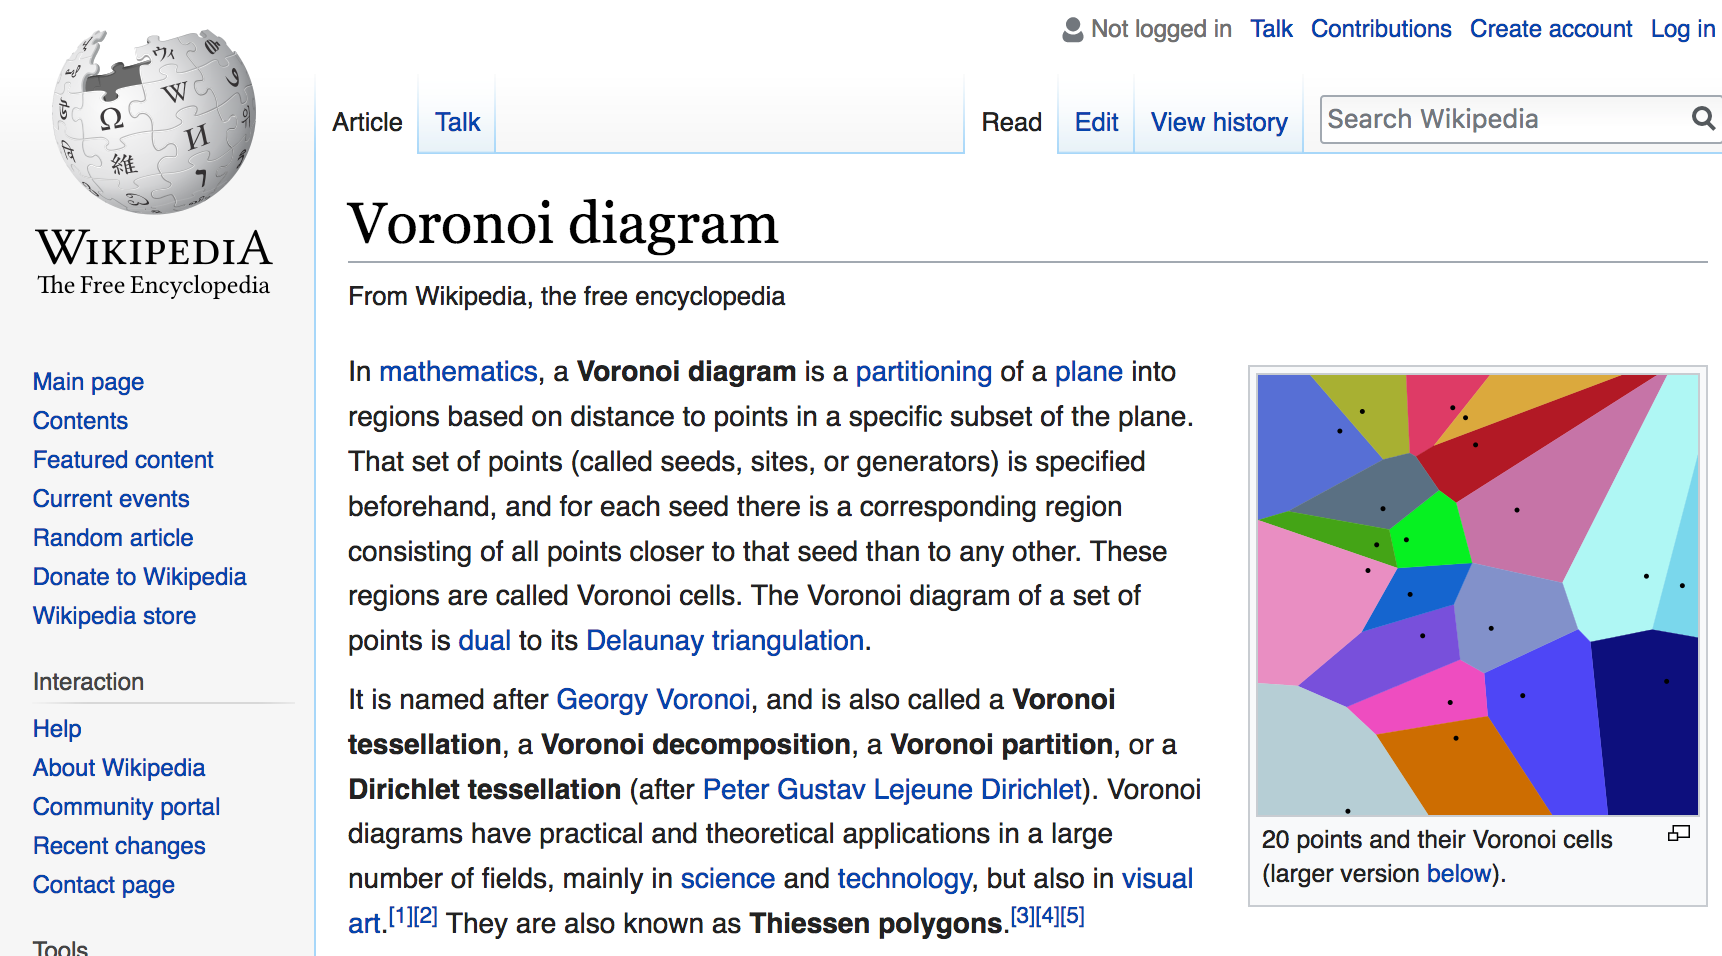 Not logged in Talk Contributions Create account Log in
Article Talk Read Edit View history Search Wikipedia
Ω W И 維 ウィ 7
WIKIPEDIA
The Free Encyclopedia
Main page
Contents
Featured content
Current events
Random article
Donate to Wikipedia
Wikipedia store
Interaction
Help
About Wikipedia
Community portal
Recent changes
Contact page
Tools
Voronoi diagram
From Wikipedia, the free encyclopedia
In mathematics, a Voronoi diagram is a partitioning of a plane into
regions based on distance to points in a specific subset of the plane.
That set of points (called seeds, sites, or generators) is specified
beforehand, and for each seed there is a corresponding region
consisting of all points closer to that seed than to any other. These
regions are called Voronoi cells. The Voronoi diagram of a set of
points is dual to its Delaunay triangulation.
It is named after Georgy Voronoi, and is also called a Voronoi
tessellation, a Voronoi decomposition, a Voronoi partition, or a
Dirichlet tessellation (after Peter Gustav Lejeune Dirichlet). Voronoi
diagrams have practical and theoretical applications in a large
number of fields, mainly in science and technology, but also in visual
art.[1][2] They are also known as Thiessen polygons.[3][4][5]
20 points and their Voronoi cells
(larger version below).